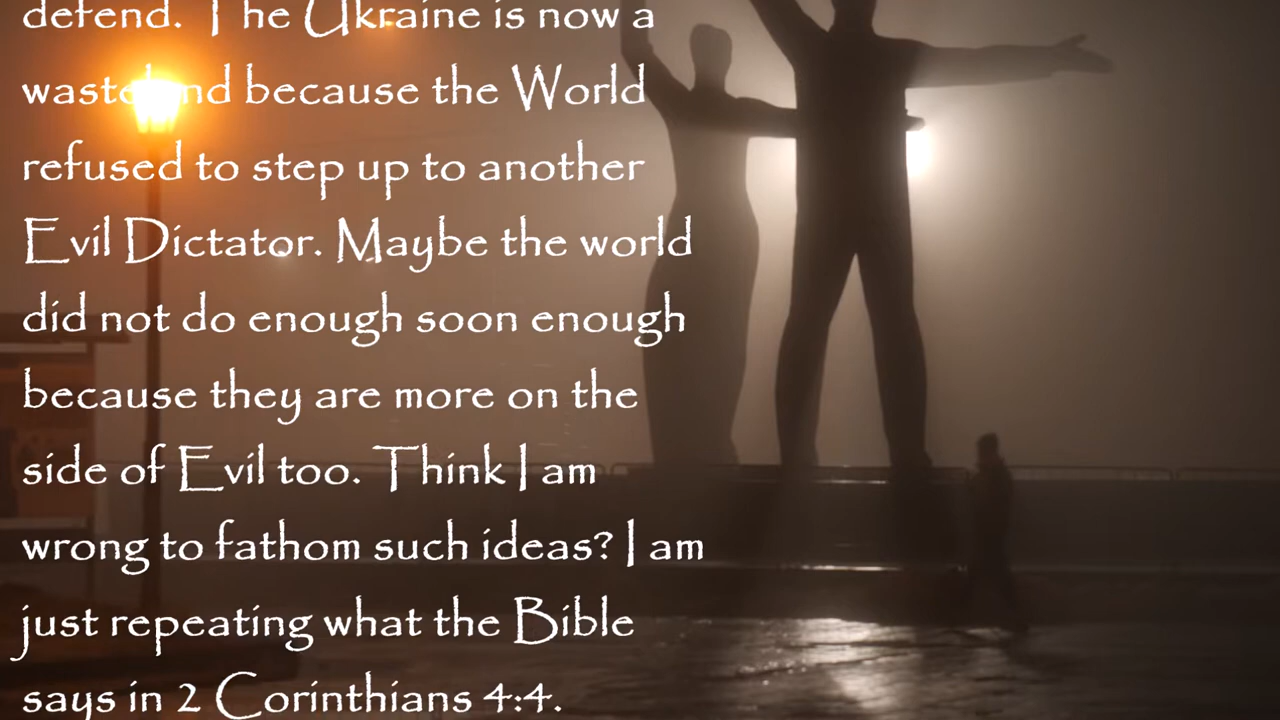 defend. The Ukraine is now a
wasteland because the World
refused to step up to another
Evil Dictator. Maybe the world
did not do enough soon enough
because they are more on the
side of Evil too. Think I am
wrong to fathom such ideas? I am
just repeating what the Bible
says in 2 Corinthians 4:4.